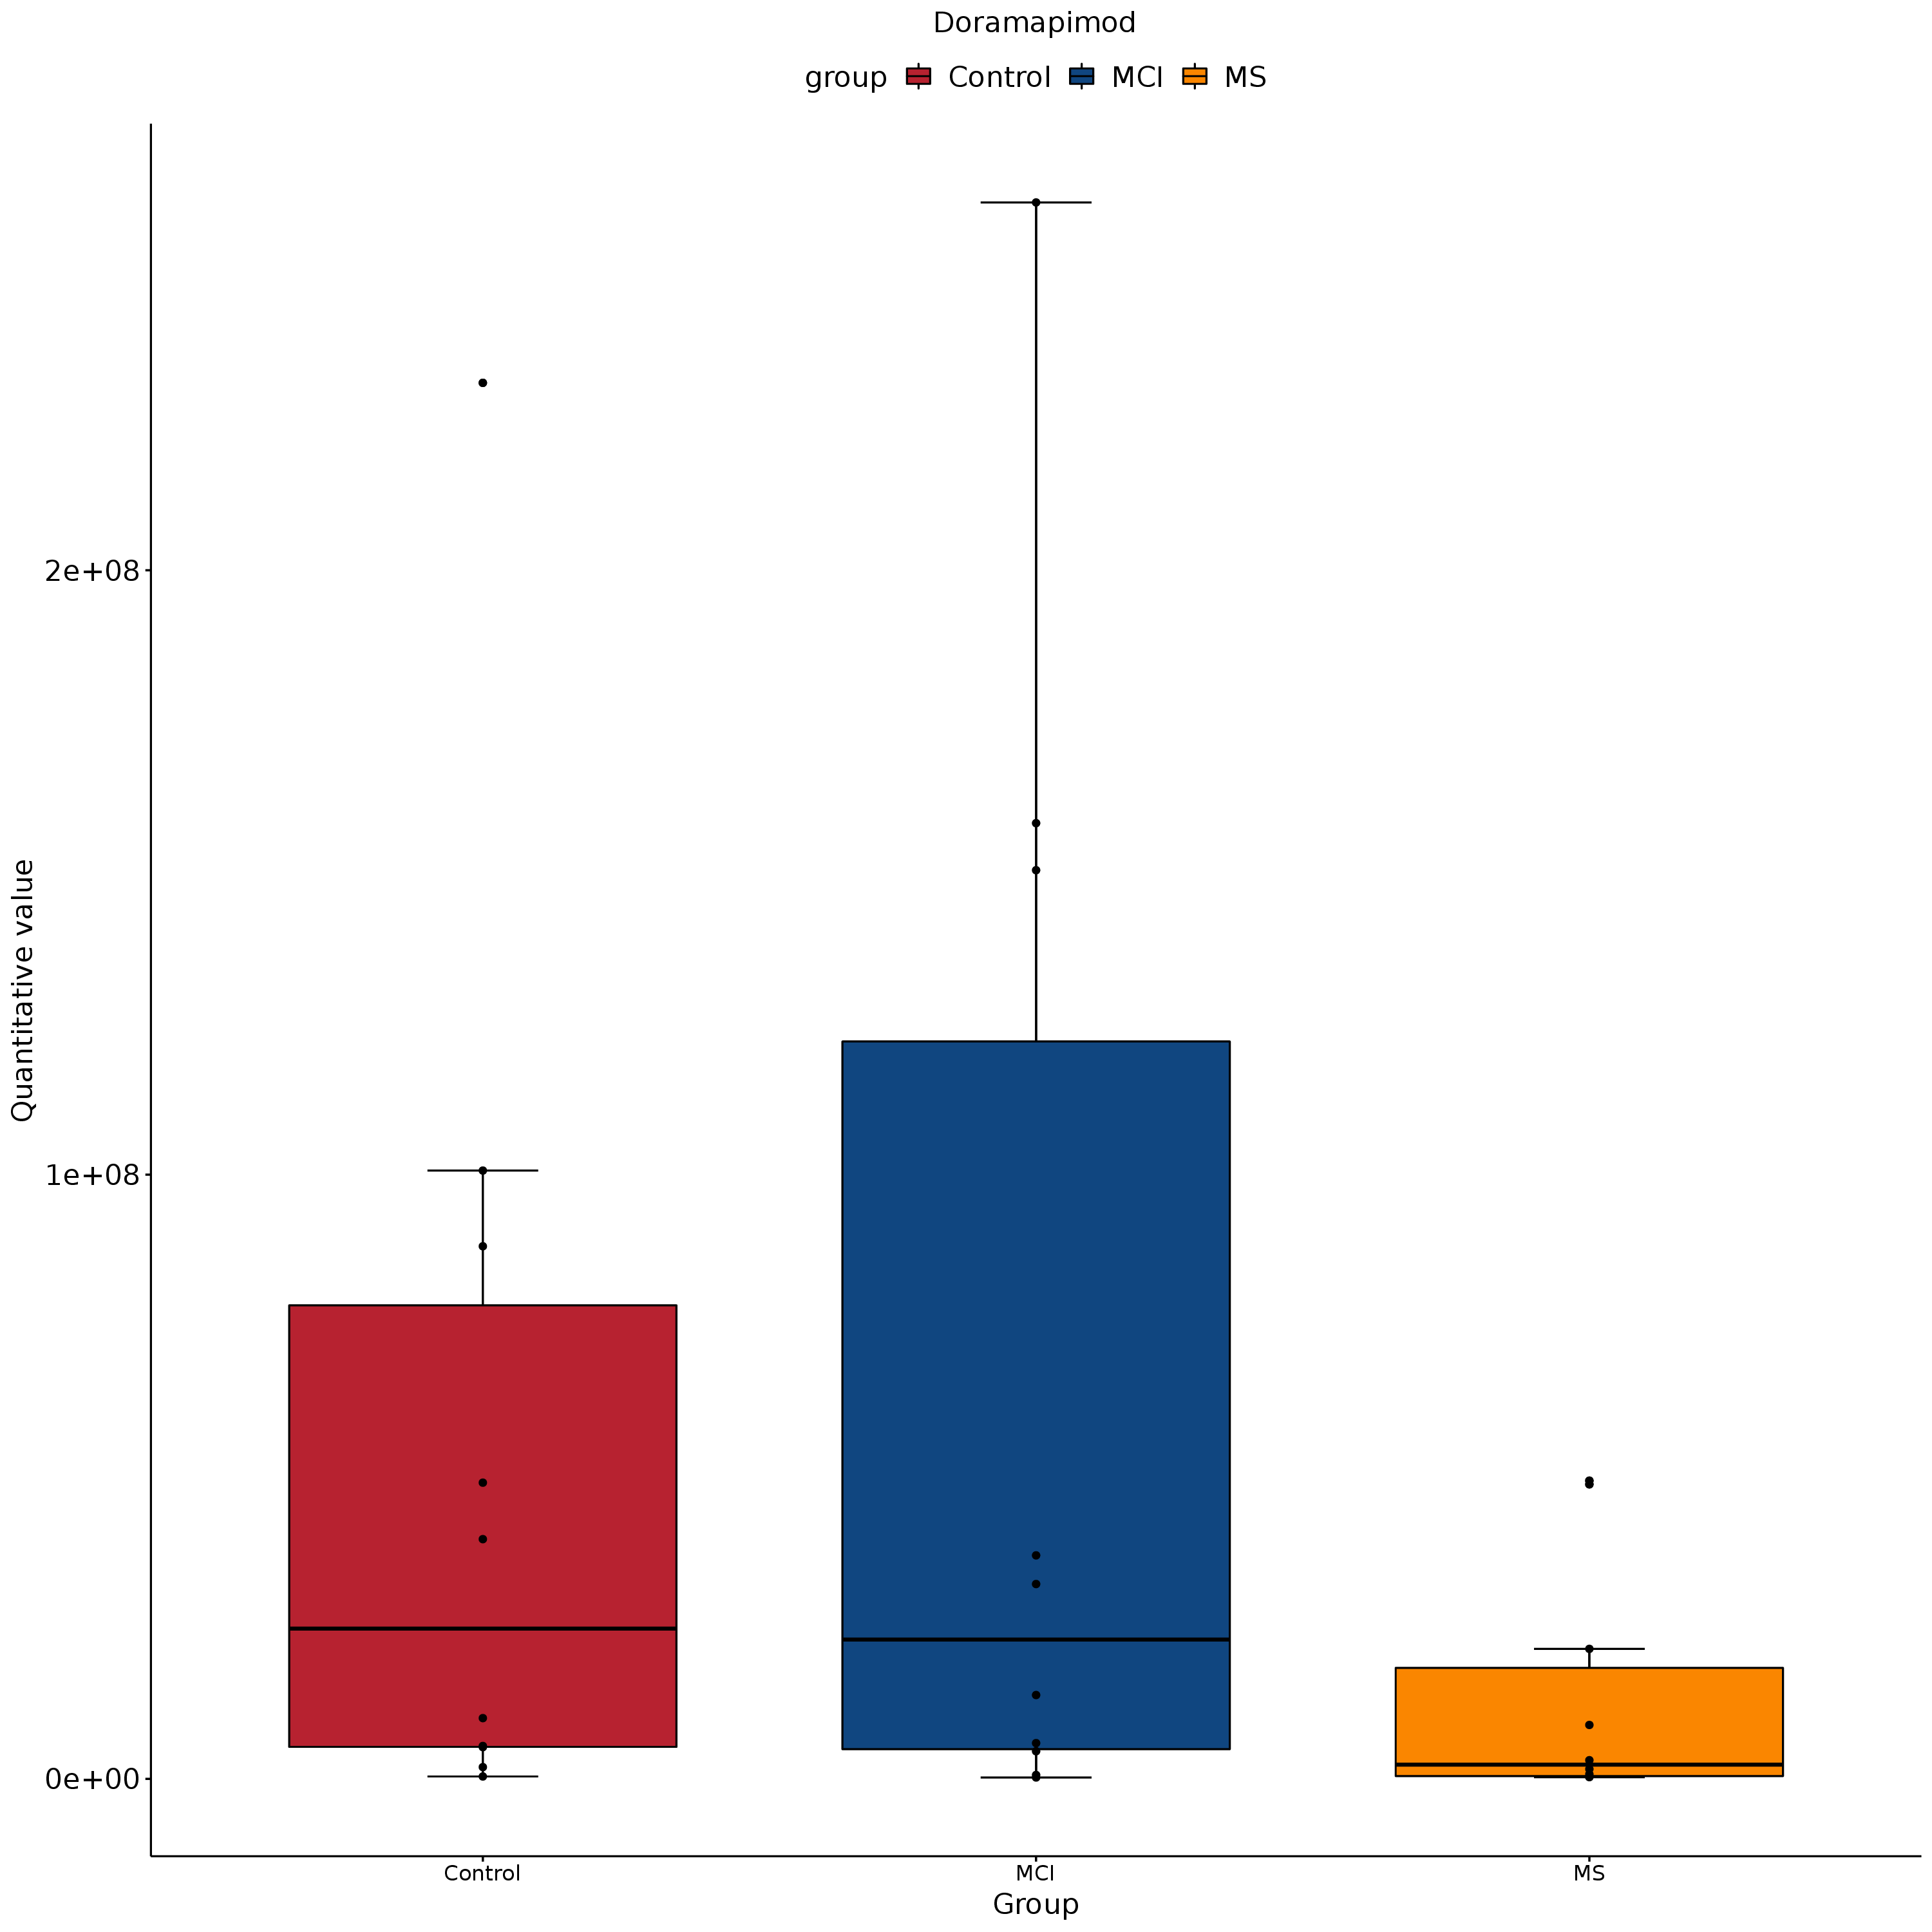 Doramapimod
group Control MCI MS
Quantitative value
2e+08
1e+08
0e+00
Control MCI MS
Group